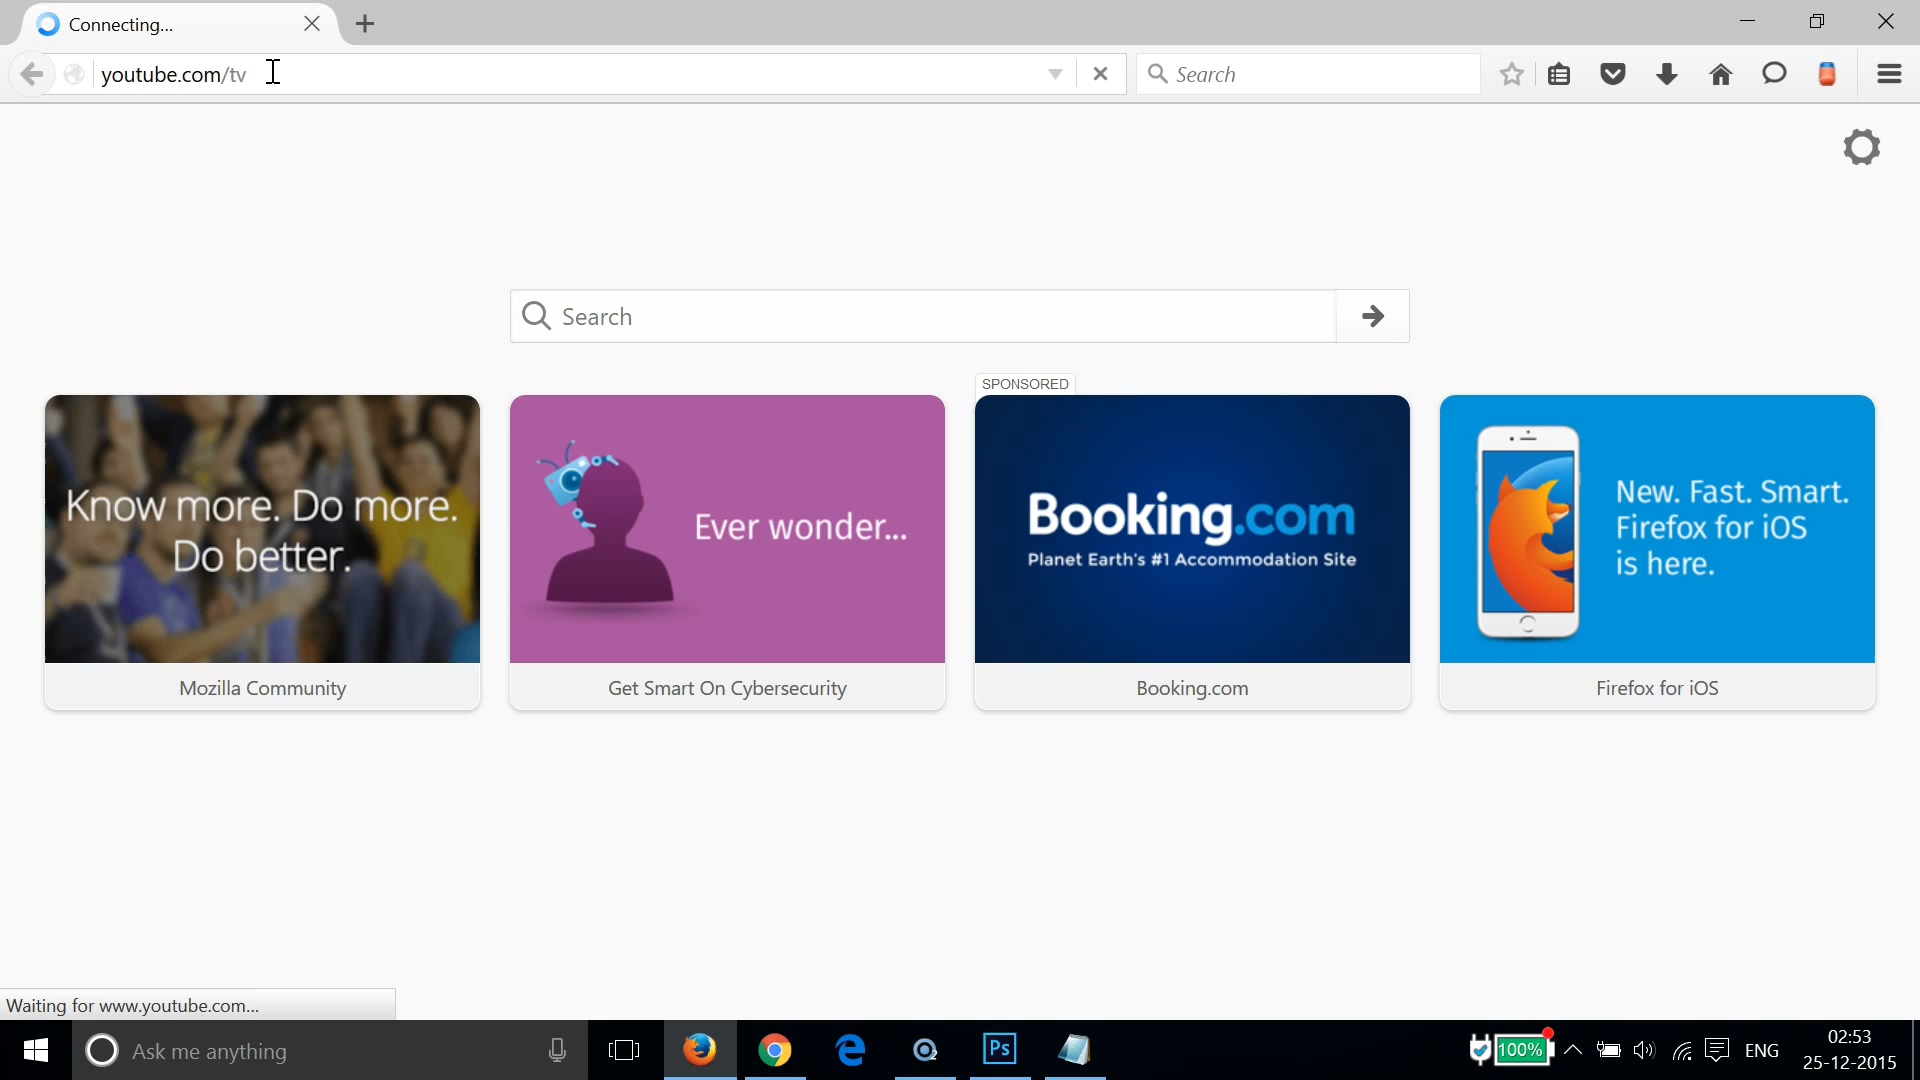 Connecting...
youtube.com/tv
Search
Search
SPONSORED
Know more. Do more.
Do better.
Ever wonder...
Booking.com
Planet Earth's #1 Accommodation Site
New. Fast. Smart.
Firefox for iOS
is here.
Mozilla Community
Get Smart On Cybersecurity
Booking.com
Firefox for iOS
Waiting for www.youtube.com...
Ask me anything
2
Ps
100%
ENG
02:53
25-12-2015